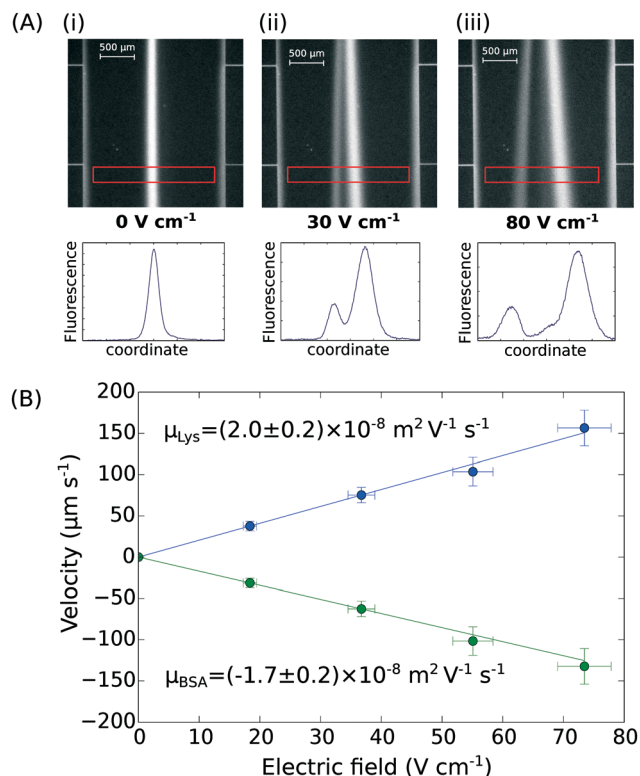 (A) (i) (ii) (iii)
500 μm 500 μm 500 μm
0 V cm⁻¹ 30 V cm⁻¹ 80 V cm⁻¹
Fluorescence Fluorescence Fluorescence
coordinate coordinate coordinate
(B)
200
150
100
50
0
−50
−100
−150
−200
Velocity (μm s⁻¹)
μLys=(2.0±0.2)×10⁻⁸ m² V⁻¹ s⁻¹
μBSA=(-1.7±0.2)×10⁻⁸ m² V⁻¹ s⁻¹
0 10 20 30 40 50 60 70 80
Electric field (V cm⁻¹)